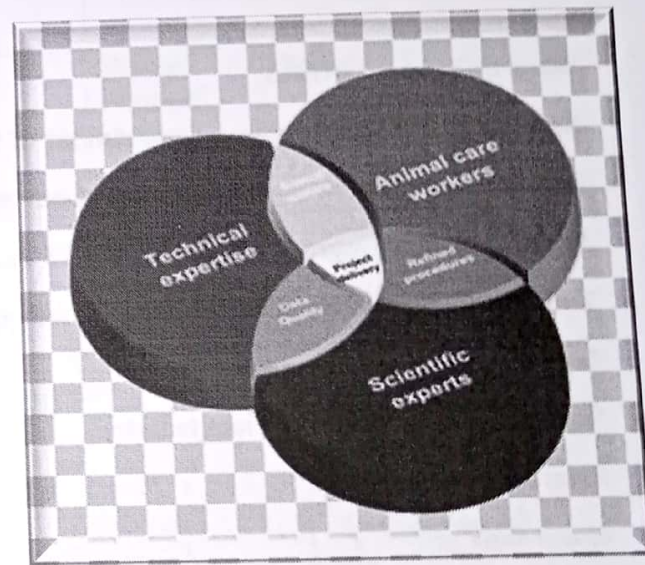 Animal care
workers
Technical
expertise
Project
delivery
Refined
procedures
Data
Quality
Scientific
experts